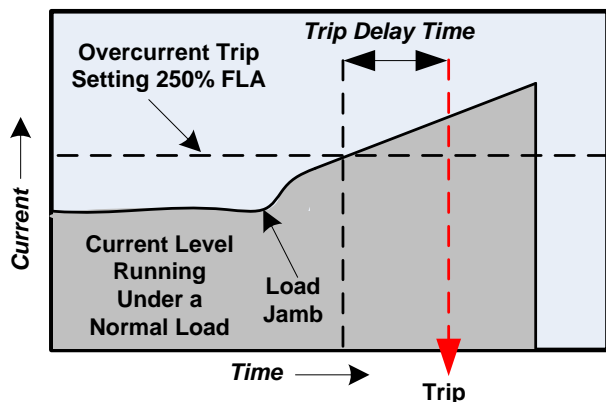 Trip Delay Time
Overcurrent Trip
Setting 250% FLA
Current
Current Level
Running
Under a
Normal Load
Load
Jamb
Time
Trip